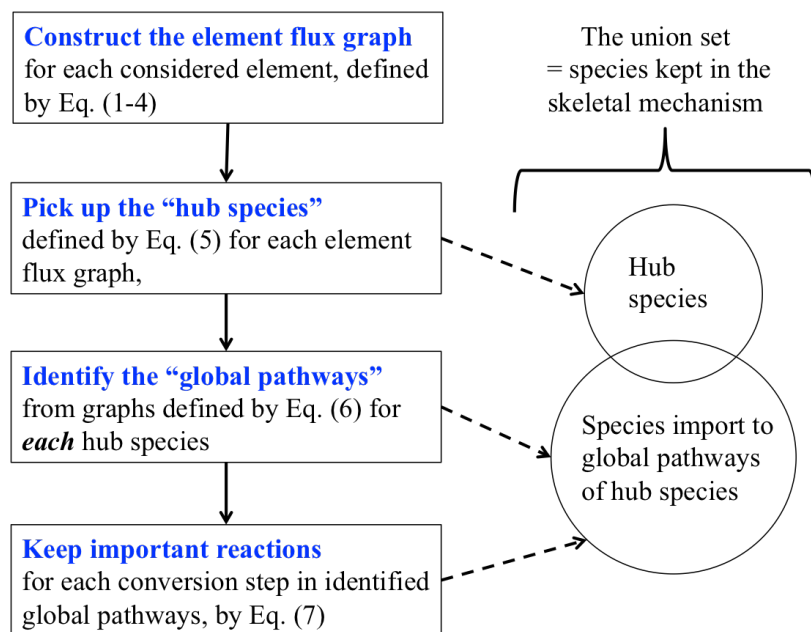 Construct the element flux graph
for each considered element, defined
by Eq. (1-4)
Pick up the “hub species”
defined by Eq. (5) for each element
flux graph,
Identify the “global pathways”
from graphs defined by Eq. (6) for
each hub species
Keep important reactions
for each conversion step in identified
global pathways, by Eq. (7)
The union set
= species kept in the
skeletal mechanism
Hub
species
Species import to
global pathways
of hub species